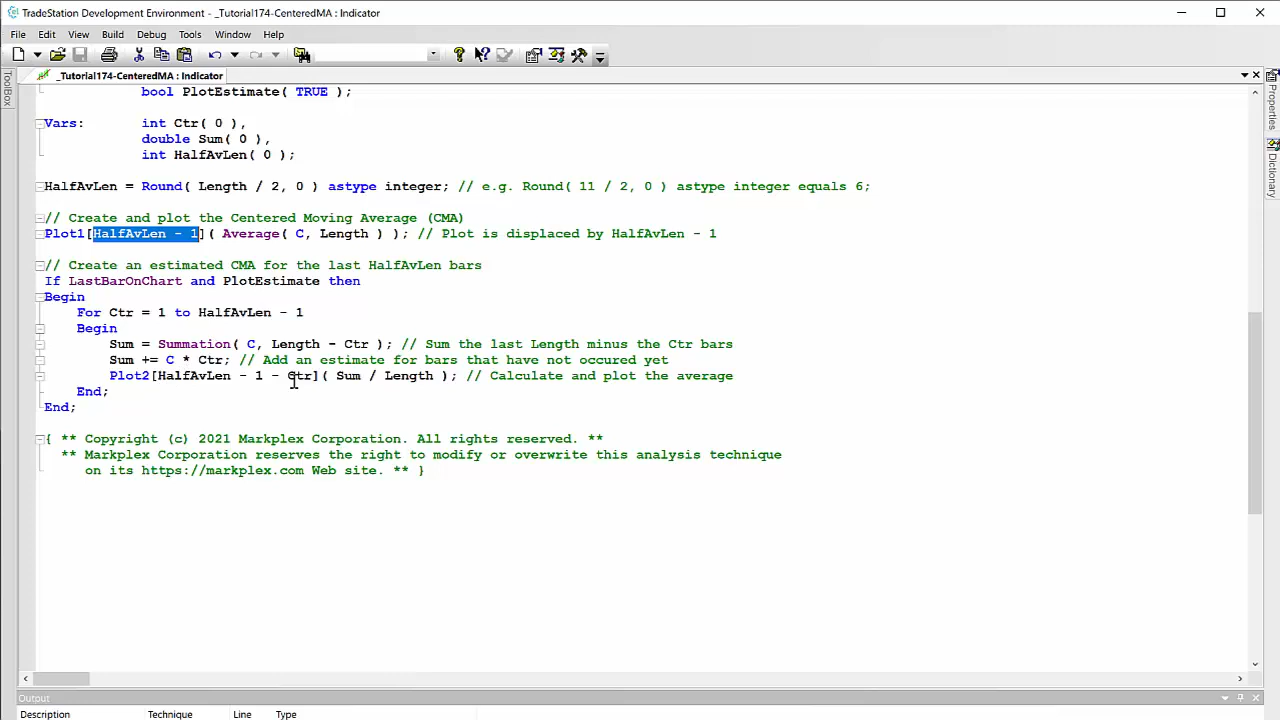 TradeStation Development Environment - _Tutorial174-CenteredMA : Indicator
File Edit View Build Debug Tools Window Help
_Tutorial174-CenteredMA : Indicator
ToolBox
Properties
Dictionary
bool PlotEstimate( TRUE );
Vars: int Ctr( 0 ),
double Sum( 0 ),
int HalfAvLen( 0 );
HalfAvLen = Round( Length / 2, 0 ) astype integer; // e.g. Round( 11 / 2, 0 ) astype integer equals 6;
// Create and plot the Centered Moving Average (CMA)
Plot1[HalfAvLen - 1]( Average( C, Length ) ); // Plot is displaced by HalfAvLen - 1
// Create an estimated CMA for the last HalfAvLen bars
If LastBarOnChart and PlotEstimate then
Begin
For Ctr = 1 to HalfAvLen - 1
Begin
Sum = Summation( C, Length - Ctr ); // Sum the last Length minus the Ctr bars
Sum += C * Ctr; // Add an estimate for bars that have not occured yet
Plot2[HalfAvLen - 1 - Ctr]( Sum / Length ); // Calculate and plot the average
End;
End;
{ ** Copyright (c) 2021 Markplex Corporation. All rights reserved. **
** Markplex Corporation reserves the right to modify or overwrite this analysis technique
on its https://markplex.com Web site. ** }
Output
Description Technique Line Type